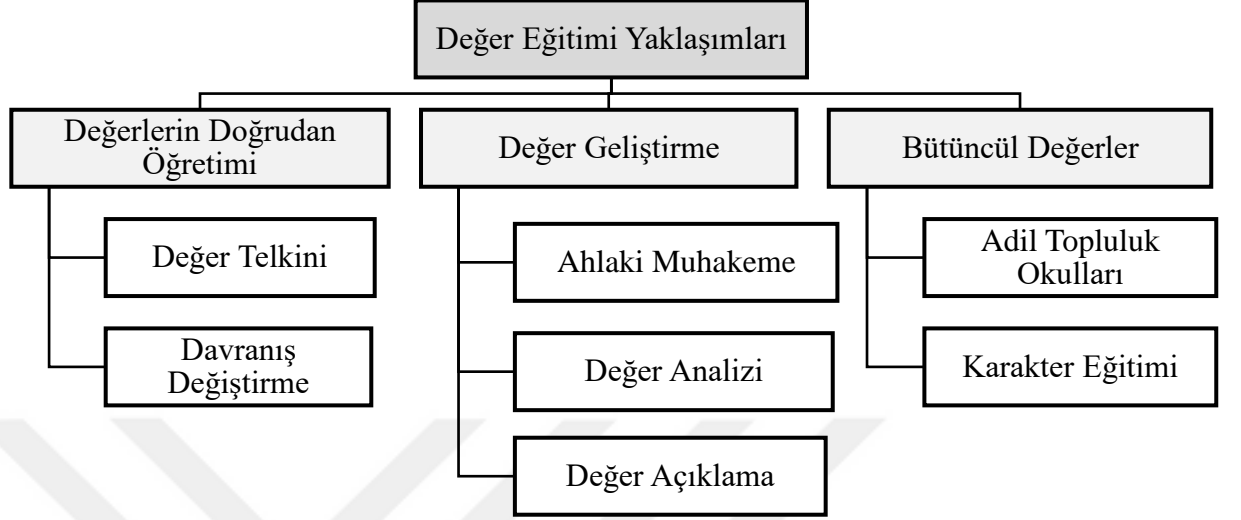 Değer Eğitimi Yaklaşımları
Değerlerin Doğrudan
Öğretimi
Değer Telkini
Davranış
Değiştirme
Değer Geliştirme
Ahlaki Muhakeme
Değer Analizi
Değer Açıklama
Bütüncül Değerler
Adil Topluluk
Okulları
Karakter Eğitimi